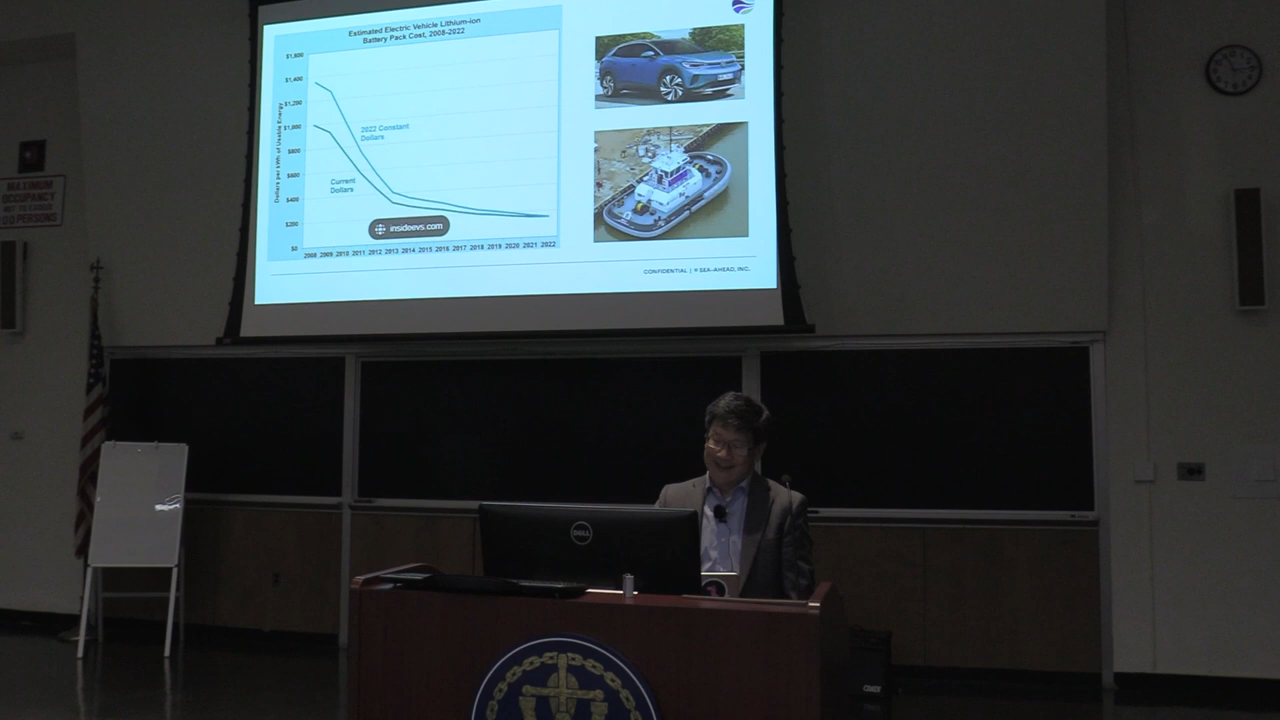 Estimated Electric Vehicle Lithium-ion
Battery Pack Cost, 2008-2022
Dollars per kWh of Usable Energy
$1,600
$1,400
$1,200
$1,000
$800
$600
$400
$200
$0
2022 Constant
Dollars
Current
Dollars
insideevs.com
2008 2009 2010 2011 2012 2013 2014 2015 2016 2017 2018 2019 2020 2021 2022
CONFIDENTIAL | © SEA-AHEAD, INC.
MAXIMUM
OCCUPANCY
NOT TO EXCEED
PERSONS
DELL